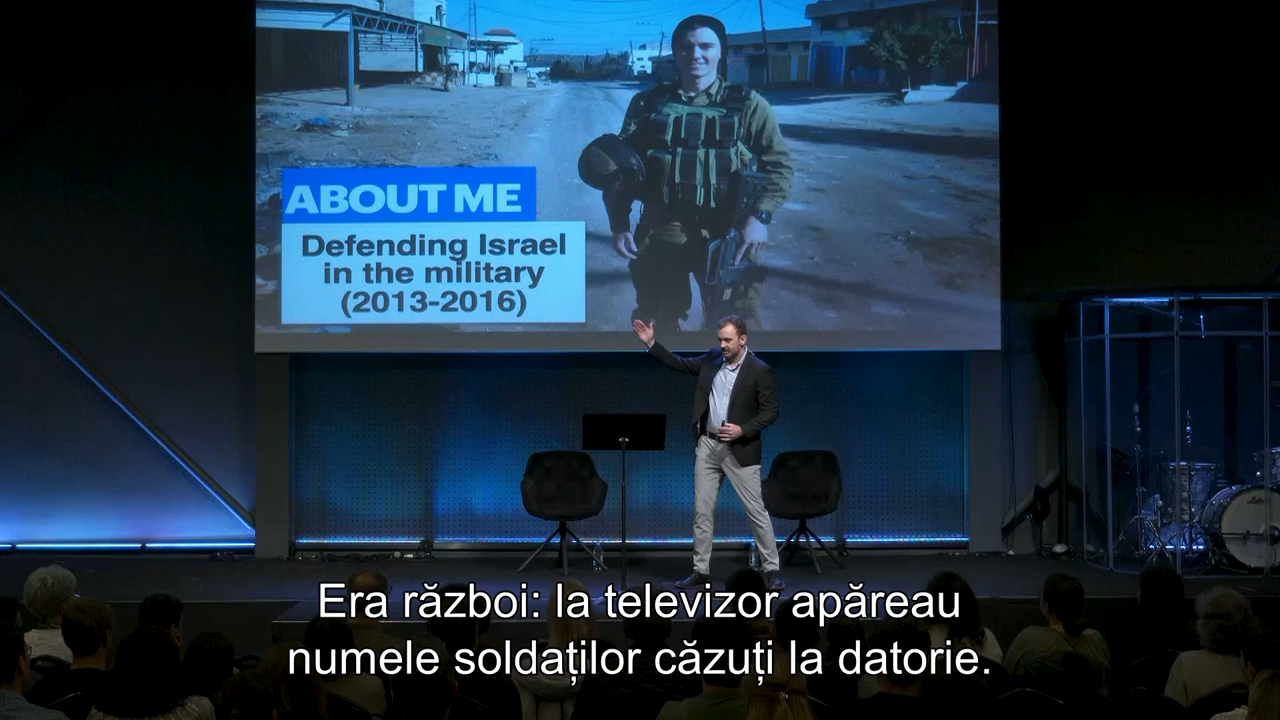 ABOUT ME
Defending Israel
in the military
(2013-2016)
Era război: la televizor apăreau
numele soldaților căzuți la datorie.